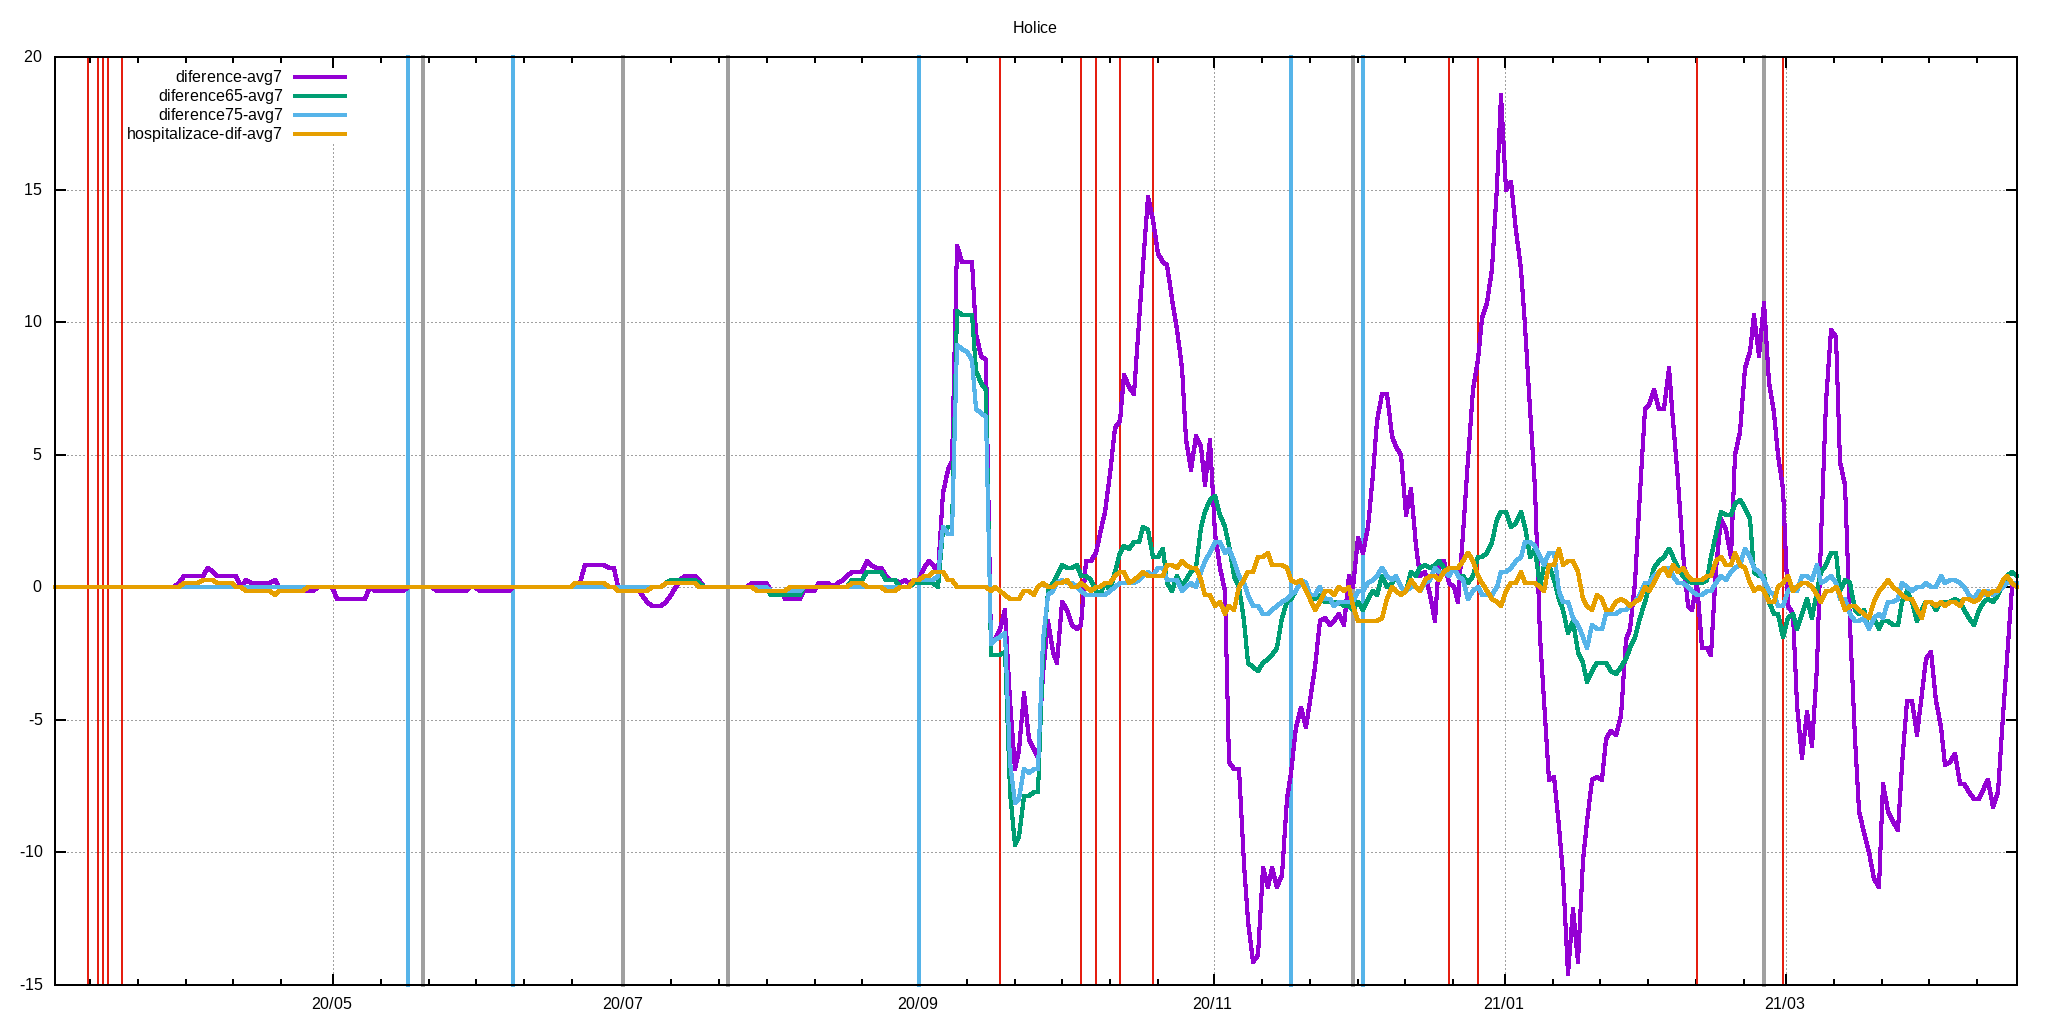 Holice
20
diference-avg7
diference65-avg7
diference75-avg7
hospitalizace-dif-avg7
15
10
5
0
-5
-10
-15
20/05 20/07 20/09 20/11 21/01 21/03